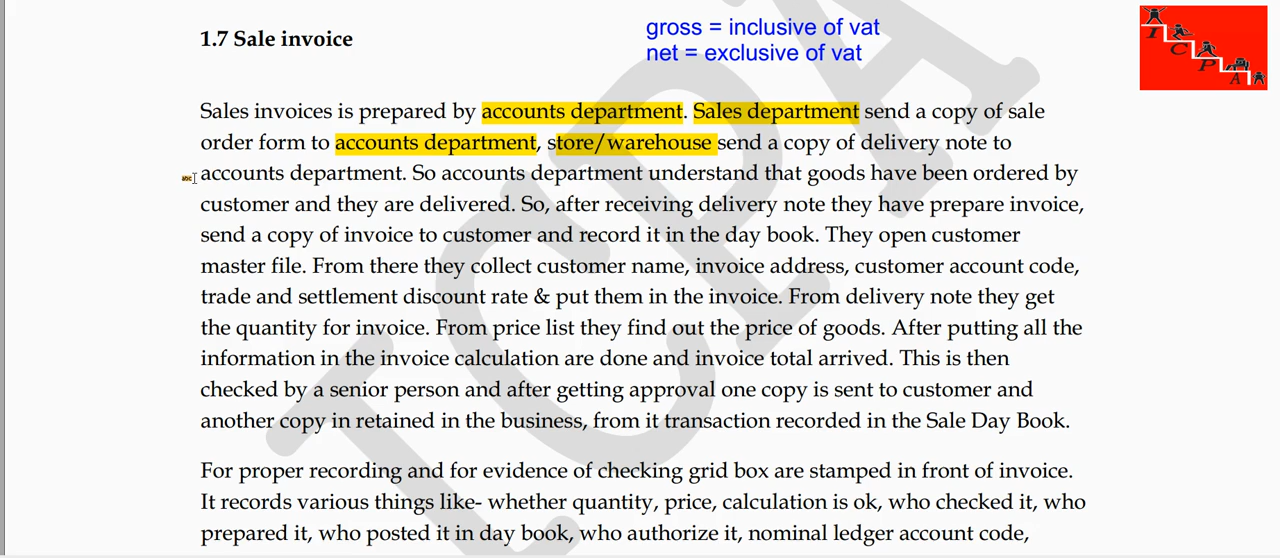 1.7 Sale invoice
gross = inclusive of vat
net = exclusive of vat
I
C
P
A
Sales invoices is prepared by accounts department. Sales department send a copy of sale
order form to accounts department, store/warehouse send a copy of delivery note to
accounts department. So accounts department understand that goods have been ordered by
customer and they are delivered. So, after receiving delivery note they have prepare invoice,
send a copy of invoice to customer and record it in the day book. They open customer
master file. From there they collect customer name, invoice address, customer account code,
trade and settlement discount rate & put them in the invoice. From delivery note they get
the quantity for invoice. From price list they find out the price of goods. After putting all the
information in the invoice calculation are done and invoice total arrived. This is then
checked by a senior person and after getting approval one copy is sent to customer and
another copy in retained in the business, from it transaction recorded in the Sale Day Book.
For proper recording and for evidence of checking grid box are stamped in front of invoice.
It records various things like- whether quantity, price, calculation is ok, who checked it, who
prepared it, who posted it in day book, who authorize it, nominal ledger account code,
ICPA